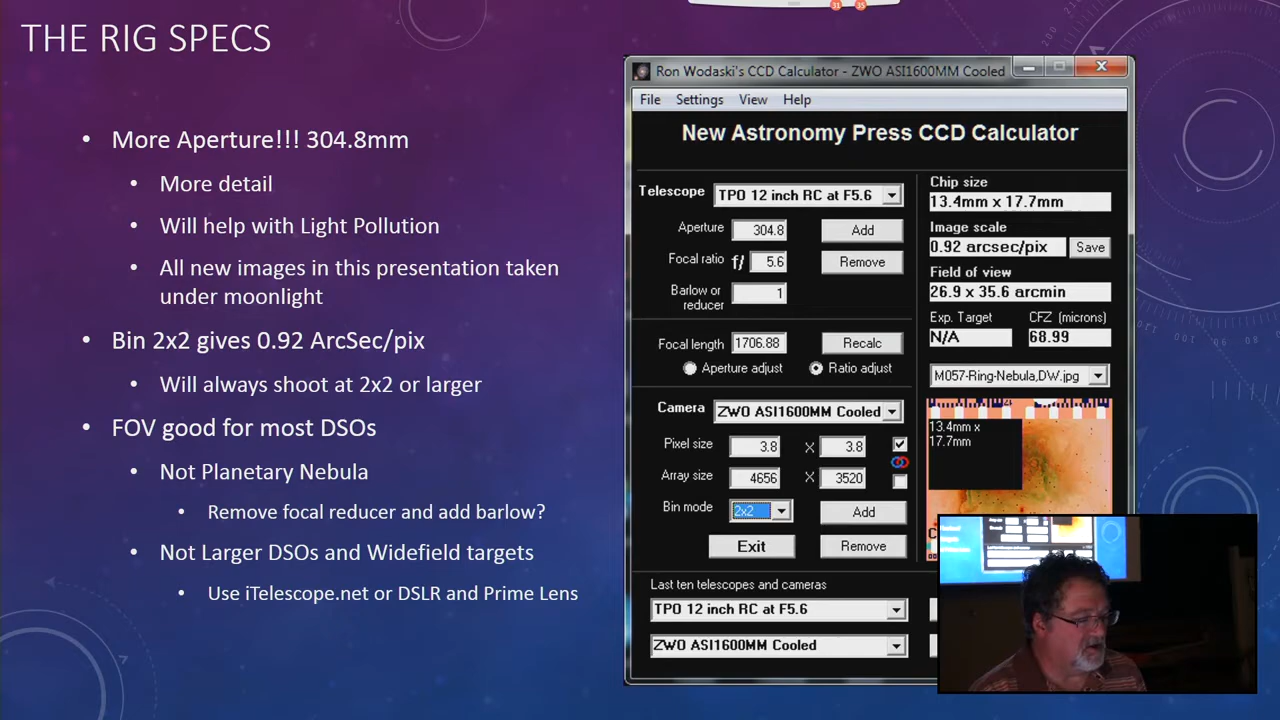 THE RIG SPECS
31
35
More Aperture!!! 304.8mm
More detail
Will help with Light Pollution
All new images in this presentation taken
under moonlight
Bin 2x2 gives 0.92 ArcSec/pix
Will always shoot at 2x2 or larger
FOV good for most DSOs
Not Planetary Nebula
Remove focal reducer and add barlow?
Not Larger DSOs and Widefield targets
Use iTelescope.net or DSLR and Prime Lens
Ron Wodaski's CCD Calculator - ZWO ASI1600MM Cooled
File Settings View Help
New Astronomy Press CCD Calculator
Telescope TPO 12 inch RC at F5.6
Aperture 304.8 Add
Focal ratio f/ 5.6 Remove
Barlow or
reducer 1
Focal length 1706.88 Recalc
Aperture adjust Ratio adjust
Camera ZWO ASI1600MM Cooled
Pixel size 3.8 X 3.8
Array size 4656 X 3520
Bin mode 2x2 Add
Exit Remove
Last ten telescopes and cameras
TPO 12 inch RC at F5.6
ZWO ASI1600MM Cooled
Chip size
13.4mm x 17.7mm
Image scale
0.92 arcsec/pix Save
Field of view
26.9 x 35.6 arcmin
Exp. Target CFZ (microns)
N/A 68.99
M057-Ring-Nebula,DW.jpg
13.4mm x
17.7mm